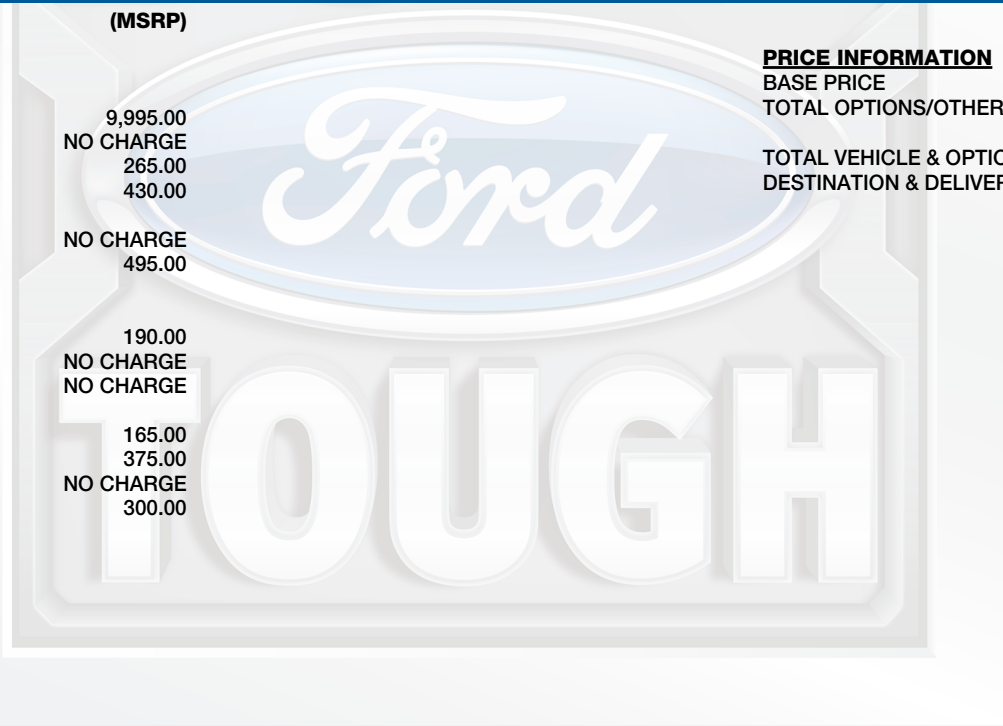 (MSRP)
9,995.00
NO CHARGE
265.00
430.00
NO CHARGE
495.00
190.00
NO CHARGE
NO CHARGE
165.00
375.00
NO CHARGE
300.00
PRICE INFORMATION
BASE PRICE
TOTAL OPTIONS/OTHER
TOTAL VEHICLE & OPTIO
DESTINATION & DELIVER
Ford
TOUGH